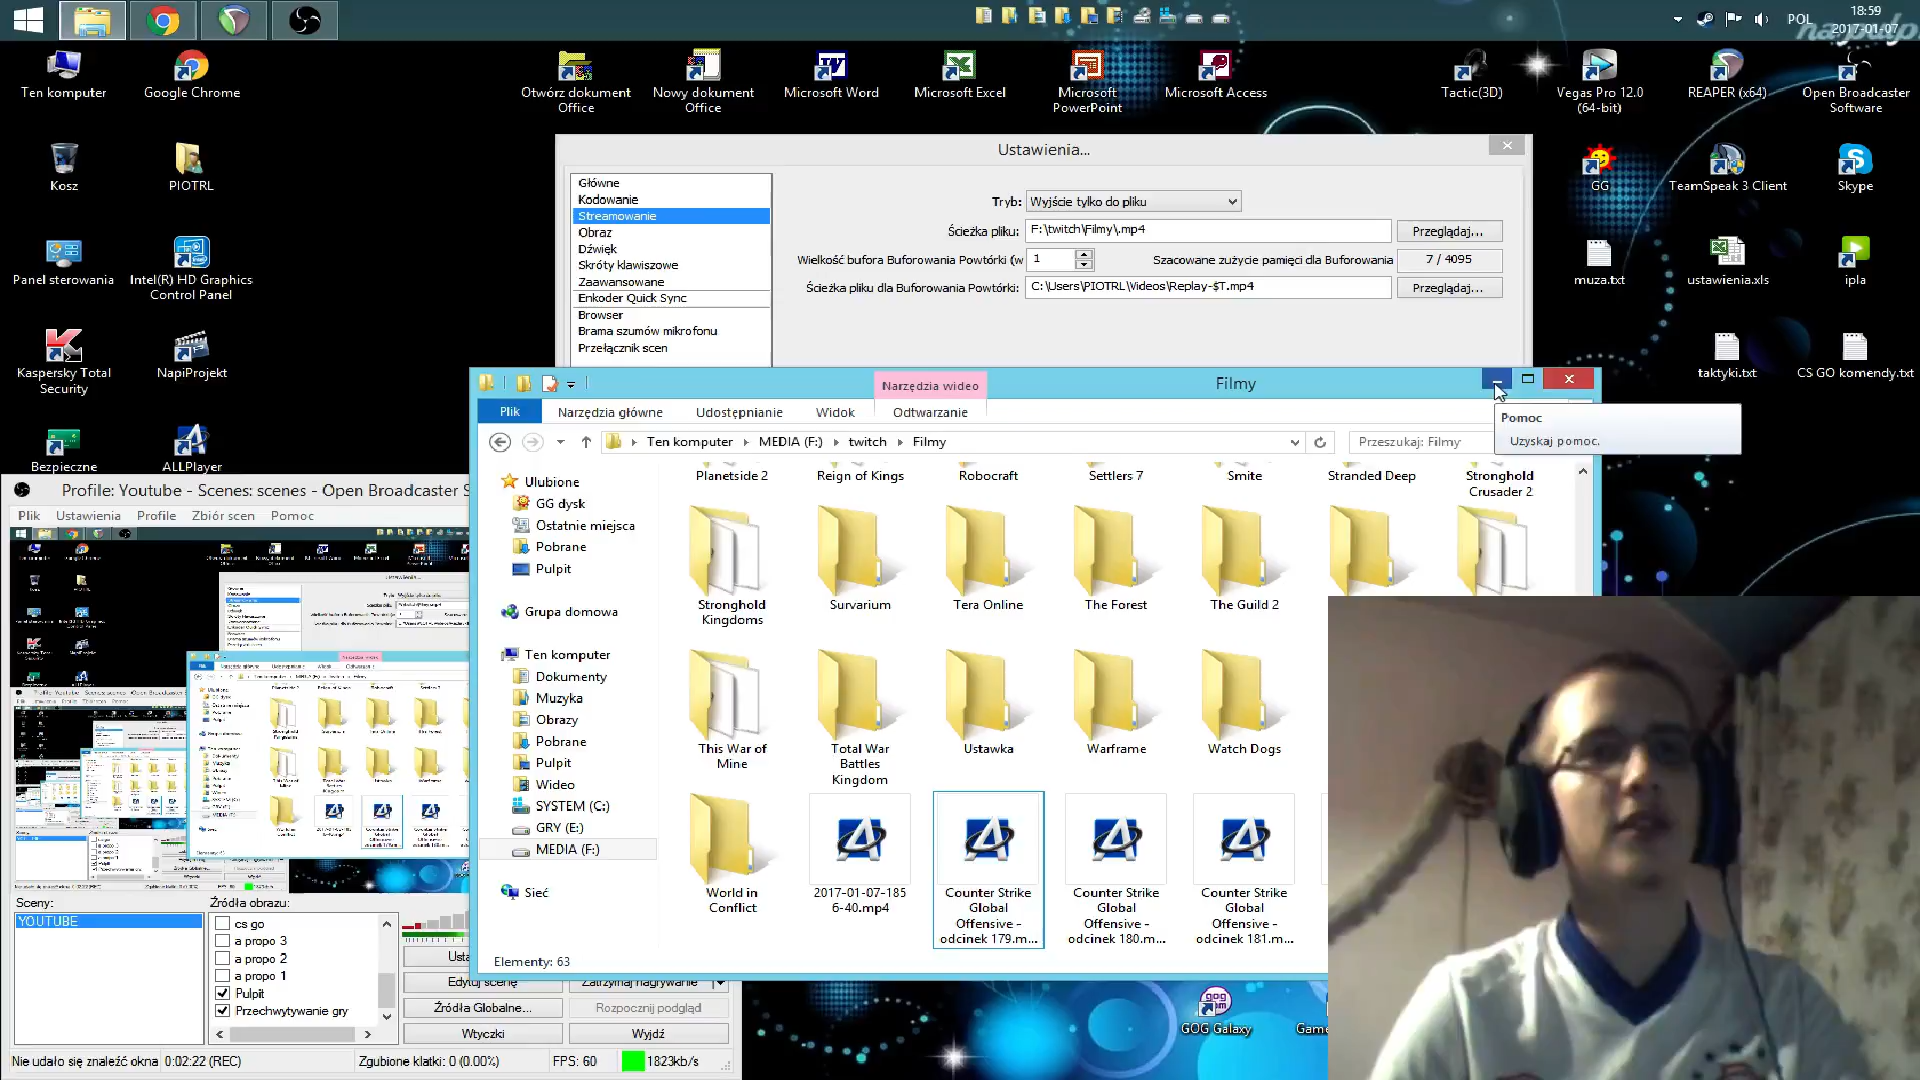 18:59
POL
2017-01-07
Ten komputer
Google Chrome
Otwórz dokument
Office
Nowy dokument
Office
Microsoft Word
Microsoft Excel
Microsoft
PowerPoint
Microsoft Access
Tactic(3D)
Vegas Pro 12.0
(64-bit)
REAPER (x64)
Open Broadcaster
Software
Kosz
PIOTRL
GG
TeamSpeak 3 Client
Skype
Panel sterowania
Intel(R) HD Graphics
Control Panel
muza.txt
ustawienia.xls
ipla
Kaspersky Total
Security
NapiProjekt
taktyki.txt
CS GO komendy.txt
Bezpieczne
ALLPlayer
GOG Galaxy
Game
Ustawienia...
Główne
Kodowanie
Streamowanie
Obraz
Dźwięk
Skróty klawiszowe
Zaawansowane
Enkoder Quick Sync
Browser
Brama szumów mikrofonu
Przełącznik scen
Tryb: Wyjście tylko do pliku
Ścieżka pliku: F:\twitch\Filmy\.mp4 Przeglądaj...
Wielkość bufora Buforowania Powtórki (w 1 Szacowane zużycie pamięci dla Buforowania 7 / 4095
Ścieżka pliku dla Buforowania Powtórki: C:\Users\PIOTRL\Videos\Replay-$T.mp4 Przeglądaj...
Narzędzia wideo
Filmy
Plik Narzędzia główne Udostępnianie Widok Odtwarzanie
Pomoc
Uzyskaj pomoc.
Ten komputer MEDIA (F:) twitch Filmy
Przeszukaj: Filmy
Ulubione
GG dysk
Ostatnie miejsca
Pobrane
Pulpit
Grupa domowa
Ten komputer
Dokumenty
Muzyka
Obrazy
Pobrane
Pulpit
Wideo
SYSTEM (C:)
GRY (E:)
MEDIA (F:)
Sieć
Planetside 2
Reign of Kings
Robocraft
Settlers 7
Smite
Stranded Deep
Stronghold
Crusader 2
Stronghold
Kingdoms
Survarium
Tera Online
The Forest
The Guild 2
This War of
Mine
Total War
Battles
Kingdom
Ustawka
Warframe
Watch Dogs
World in
Conflict
2017-01-07-185
6-40.mp4
Counter Strike
Global
Offensive -
odcinek 179.m...
Counter Strike
Global
Offensive -
odcinek 180.m...
Counter Strike
Global
Offensive -
odcinek 181.m...
Elementy: 63
Profile: Youtube - Scenes: scenes - Open Broadcaster S
Plik Ustawienia Profile Zbiór scen Pomoc
Sceny:
YOUTUBE
Źródła obrazu:
cs go
a propo 3
a propo 2
a propo 1
Pulpit
Przechwytywanie gry
Usta
Edytuj scenię
Zatrzymaj nagrywanie
Źródła Globalne...
Rozpocznij podgląd
Wtyczki
Wyjdź
Nie udało się znaleźć okna 0:02:22 (REC) Zgubione klatki: 0 (0.00%) FPS: 60 1823kb/s